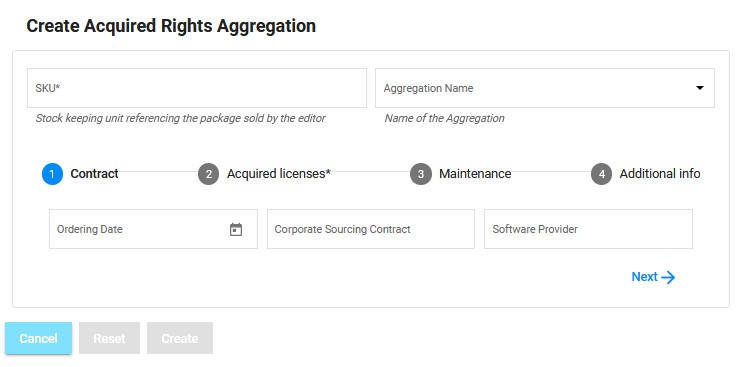 Create Acquired Rights Aggregation
SKU*
Aggregation Name
Stock keeping unit referencing the package sold by the editor
Name of the Aggregation
1 Contract 2 Acquired licenses* 3 Maintenance 4 Additional info
Ordering Date
Corporate Sourcing Contract
Software Provider
Next
Cancel Reset Create